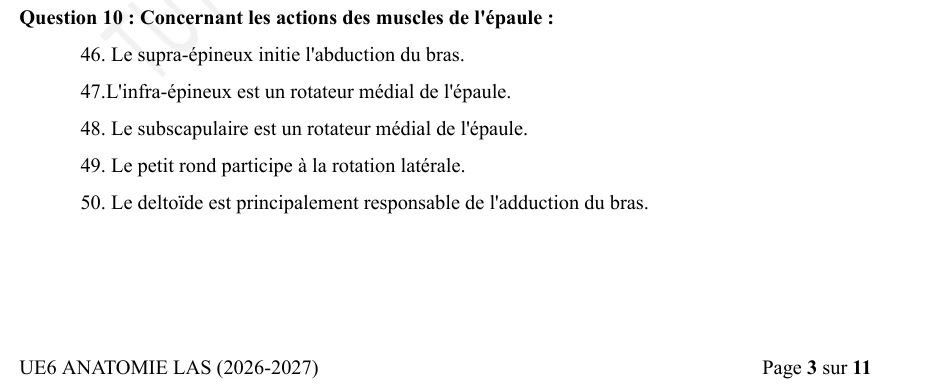 Question 10 : Concernant les actions des muscles de l'épaule :
46. Le supra-épineux initie l'abduction du bras.
47.L'infra-épineux est un rotateur médial de l'épaule.
48. Le subscapulaire est un rotateur médial de l'épaule.
49. Le petit rond participe à la rotation latérale.
50. Le deltoïde est principalement responsable de l'adduction du bras.
UE6 ANATOMIE LAS (2026-2027) Page 3 sur 11